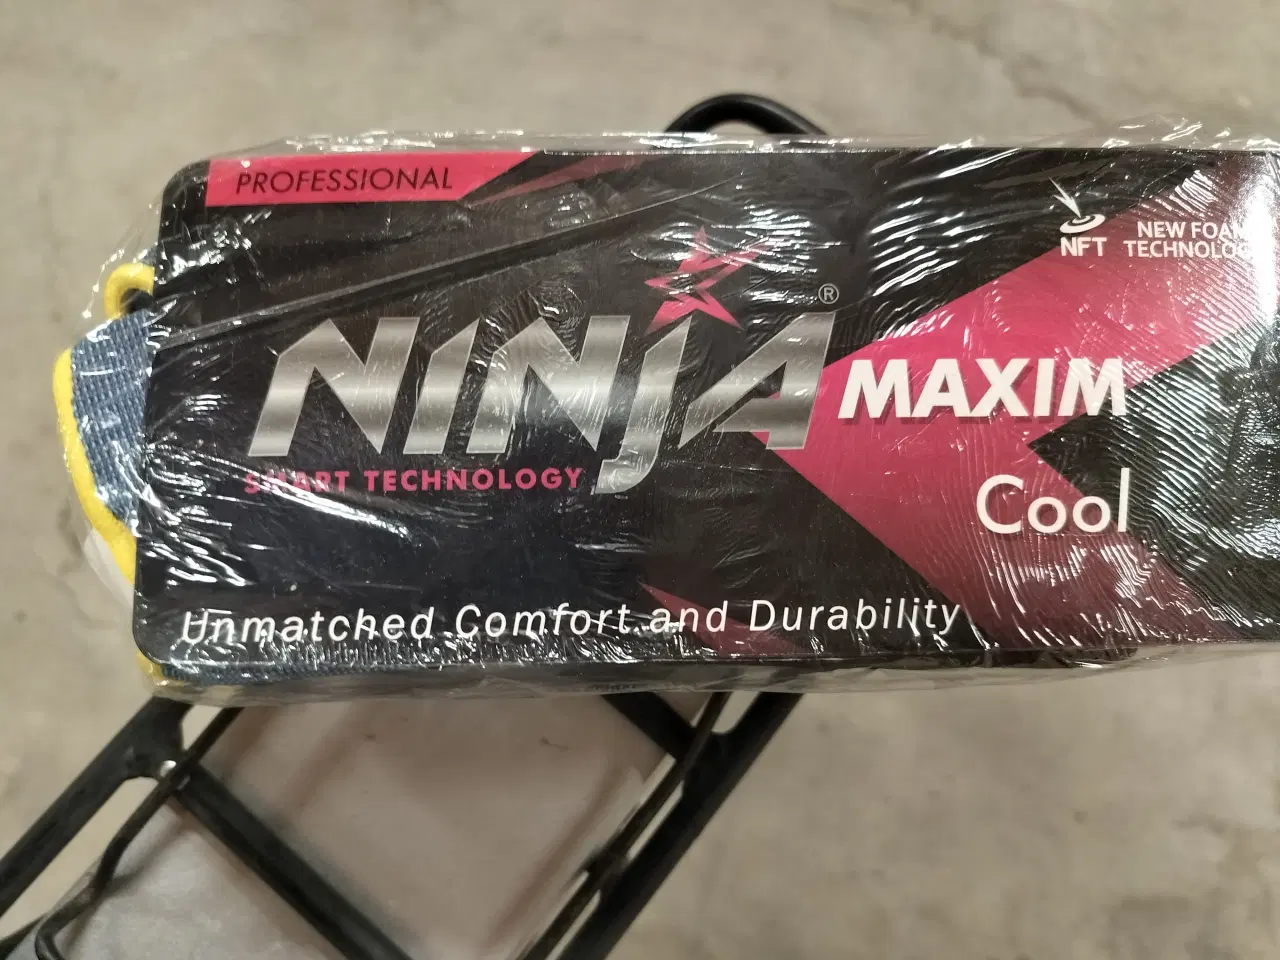 PROFESSIONAL
NFT
NEW FOAM
TECHNOLOGY
NINJA®
MAXIM
SMART TECHNOLOGY
Cool
Unmatched Comfort and Durability